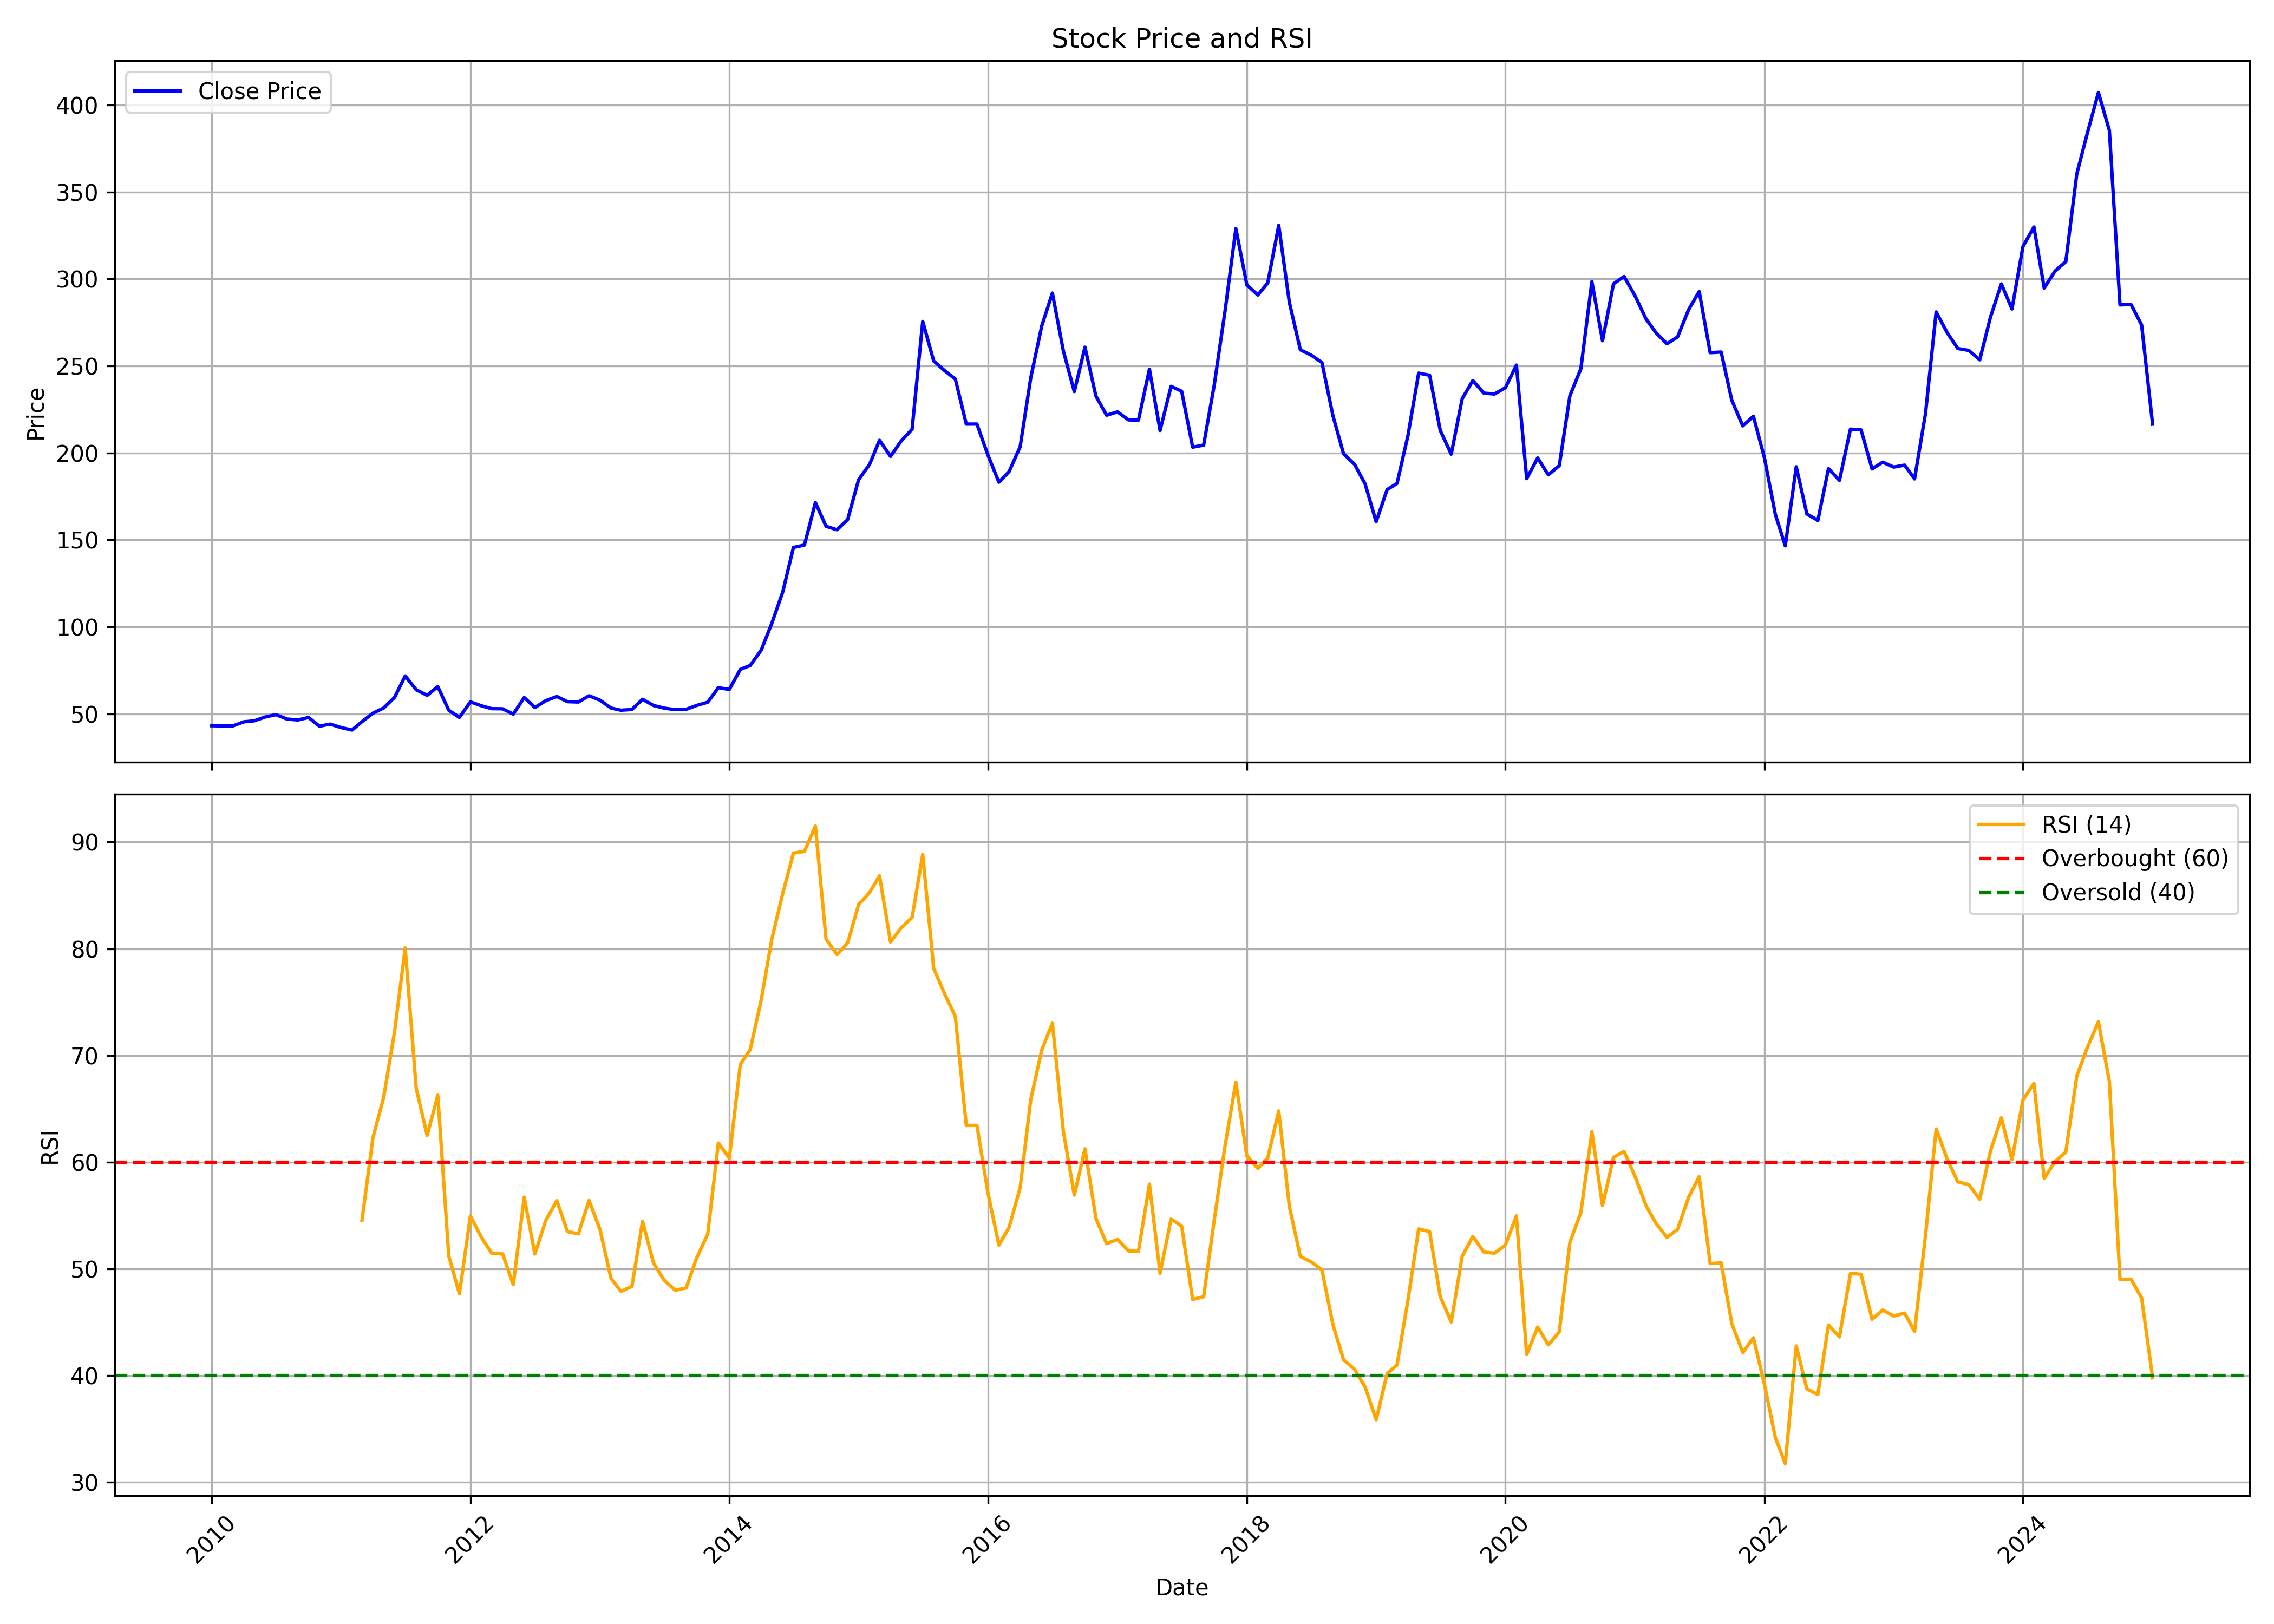 Stock Price and RSI
Close Price
400
350
300
250
200
150
100
50
Price
RSI (14)
Overbought (60)
Oversold (40)
90
80
70
60
50
40
30
RSI
2010
2012
2014
2016
2018
2020
2022
2024
Date